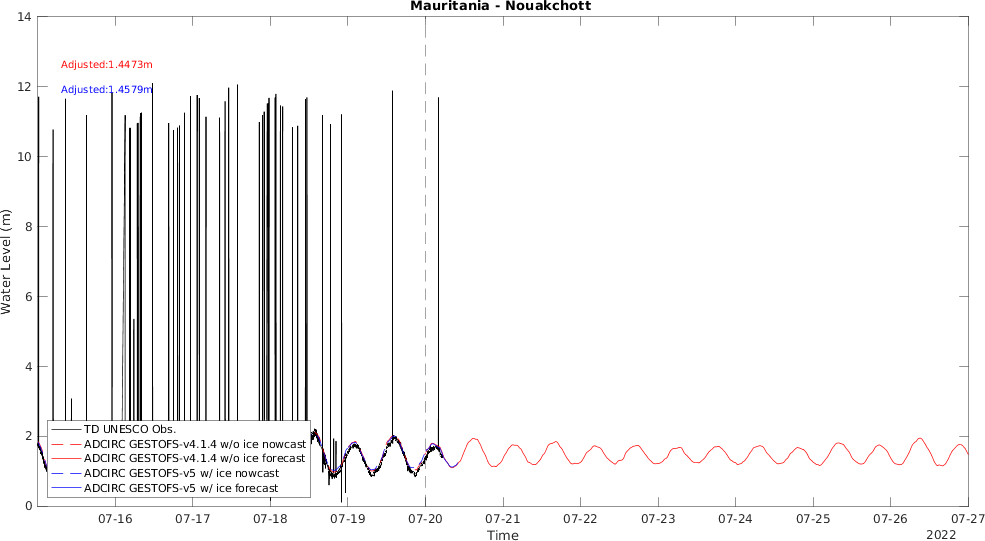 Mauritania - Nouakchott
14
12
10
8
6
4
2
0
Water Level (m)
Adjusted:1.4473m
Adjusted:1.4579m
TD UNESCO Obs.
ADCIRC GESTOFS-v4.1.4 w/o ice nowcast
ADCIRC GESTOFS-v4.1.4 w/o ice forecast
ADCIRC GESTOFS-v5 w/ ice nowcast
ADCIRC GESTOFS-v5 w/ ice forecast
07-16 07-17 07-18 07-19 07-20 07-21 07-22 07-23 07-24 07-25 07-26 07-27
Time
2022